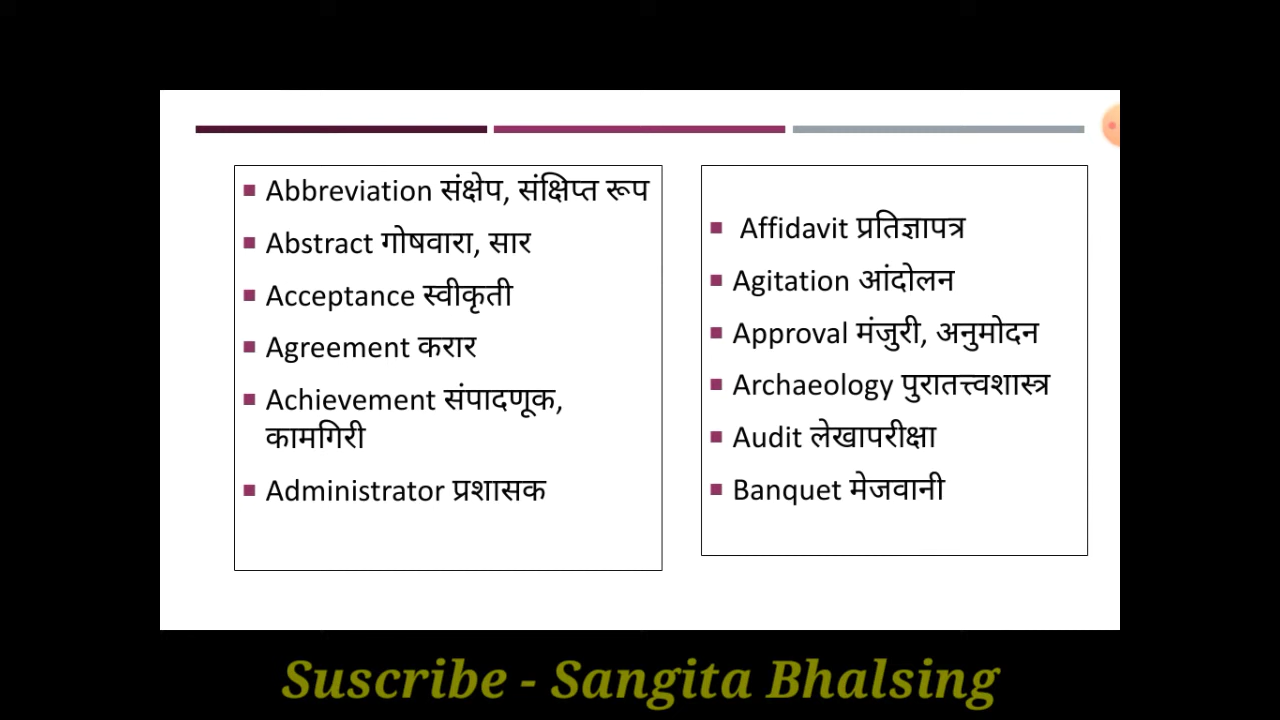 Abbreviation संक्षेप, संक्षिप्त रूप
Abstract गोषवारा, सार
Acceptance स्वीकृती
Agreement करार
Achievement संपादणूक,
कामगिरी
Administrator प्रशासक
Affidavit प्रतिज्ञापत्र
Agitation आंदोलन
Approval मंजुरी, अनुमोदन
Archaeology पुरातत्त्वशास्त्र
Audit लेखापरीक्षा
Banquet मेजवानी
Suscribe - Sangita Bhalsing